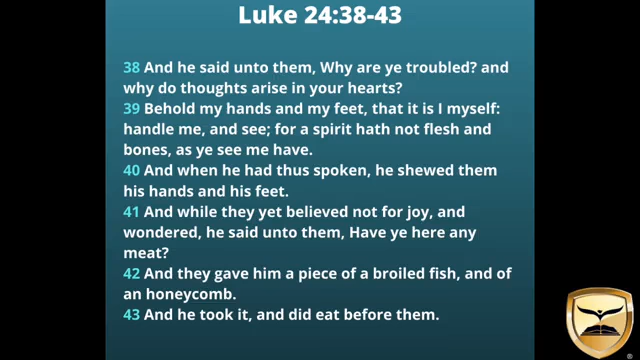 Luke 24:38-43
38 And he said unto them, Why are ye troubled? and
why do thoughts arise in your hearts?
39 Behold my hands and my feet, that it is I myself:
handle me, and see; for a spirit hath not flesh and
bones, as ye see me have.
40 And when he had thus spoken, he shewed them
his hands and his feet.
41 And while they yet believed not for joy, and
wondered, he said unto them, Have ye here any
meat?
42 And they gave him a piece of a broiled fish, and of
an honeycomb.
43 And he took it, and did eat before them.
®